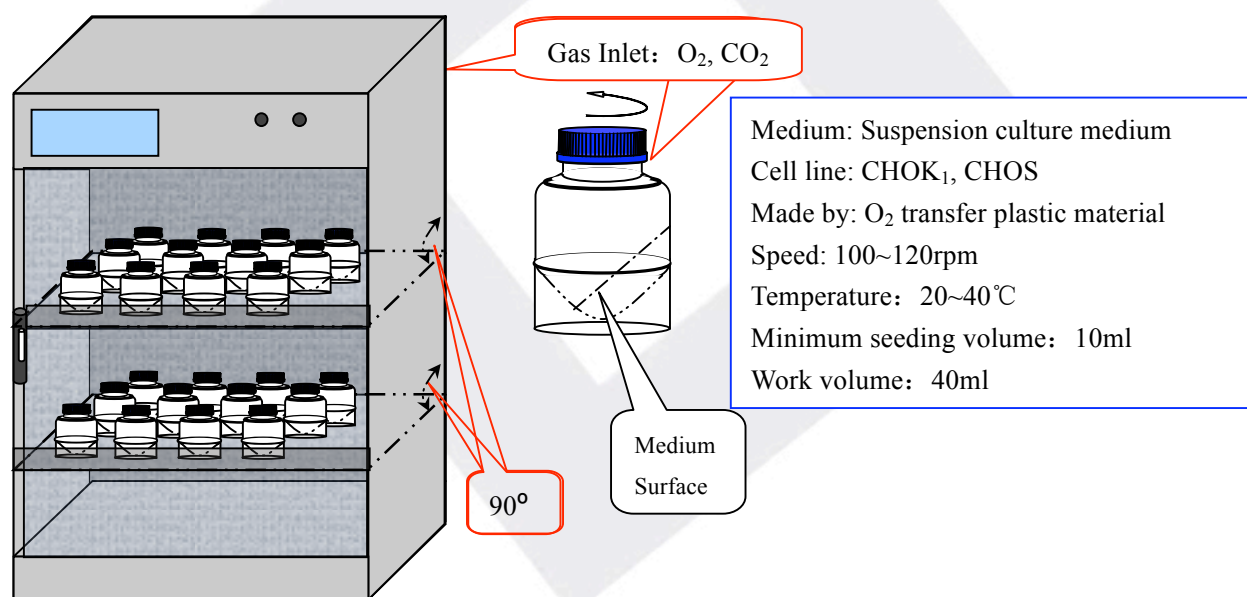 Gas Inlet：O₂, CO₂
Medium: Suspension culture medium
Cell line: CHOK₁, CHOS
Made by: O₂ transfer plastic material
Speed: 100~120rpm
Temperature：20~40℃
Minimum seeding volume：10ml
Work volume：40ml
Medium
Surface
90º